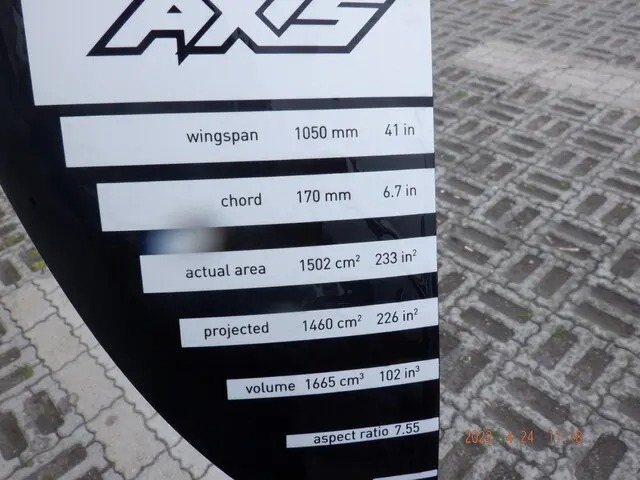 AXIS
wingspan 1050 mm 41 in
chord 170 mm 6.7 in
actual area 1502 cm² 233 in²
projected 1460 cm² 226 in²
volume 1665 cm³ 102 in³
aspect ratio 7.55